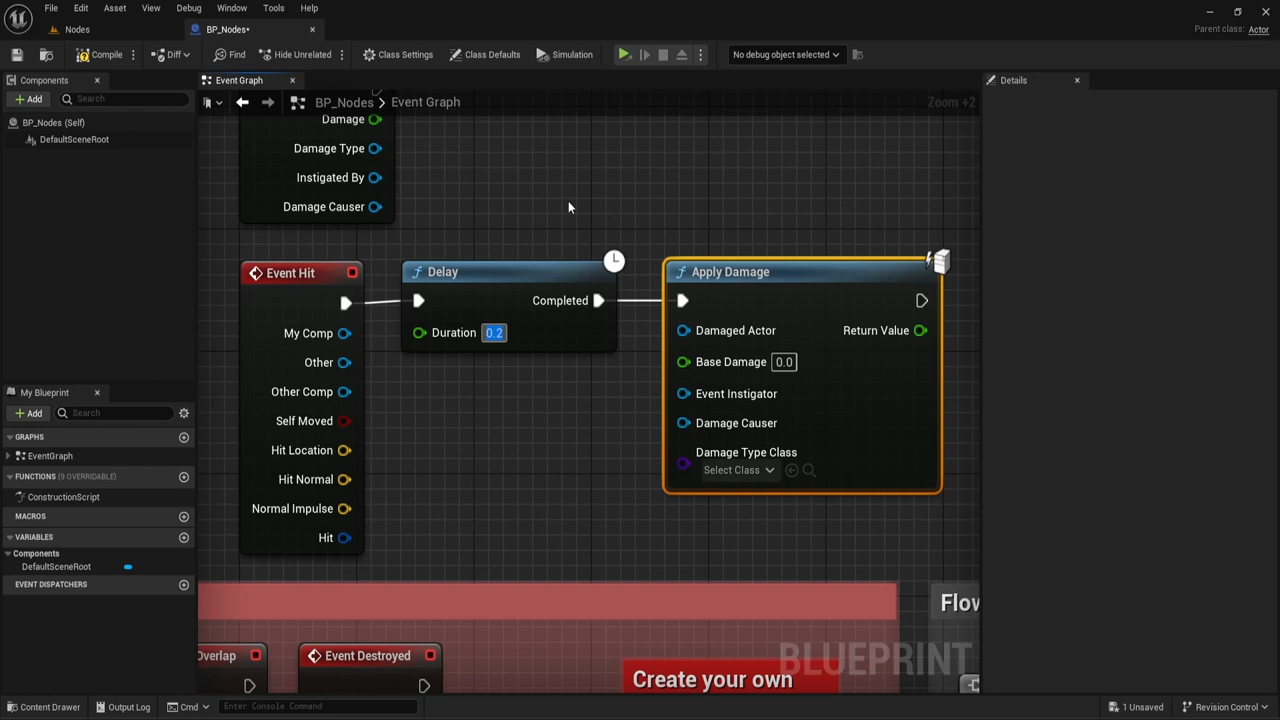 File Edit Asset View Debug Window Tools Help
Nodes
BP_Nodes*
Parent class: Actor
Compile Diff Find Hide Unrelated Class Settings Class Defaults Simulation No debug object selected
Components
Event Graph
Details
Add Search
BP_Nodes > Event Graph
Zoom +2
BP_Nodes (Self)
DefaultSceneRoot
Damage
Damage Type
Instigated By
Damage Causer
Event Hit
My Comp
Other
Other Comp
Self Moved
Hit Location
Hit Normal
Normal Impulse
Hit
Delay
Completed
Duration 0.2
Apply Damage
Damaged Actor Return Value
Base Damage 0.0
Event Instigator
Damage Causer
Damage Type Class
Select Class
My Blueprint
Add Search
GRAPHS
EventGraph
FUNCTIONS (9 OVERRIDABLE)
ConstructionScript
MACROS
VARIABLES
Components
DefaultSceneRoot
EVENT DISPATCHERS
Flow
Overlap
Event Destroyed
Create your own
BLUEPRINT
Content Drawer Output Log Cmd Enter Console Command 1 Unsaved Revision Control